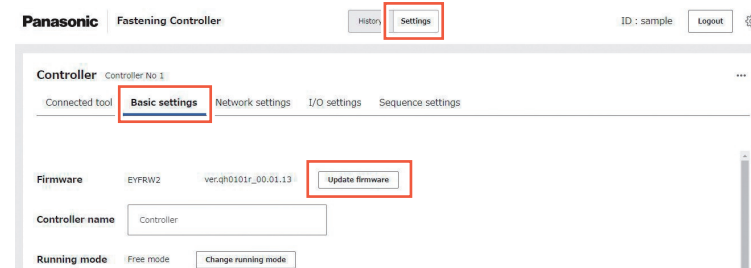 Panasonic Fastening Controller History Settings ID : sample Logout
Controller Controller No 1 ...
Connected tool Basic settings Network settings I/O settings Sequence settings
Firmware EYFRW2 ver.qh0101r_00.01.13 Update firmware
Controller name Controller
Running mode Free mode Change running mode